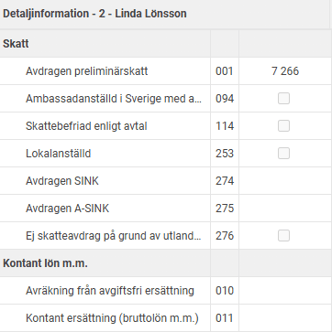 Detaljinformation - 2 - Linda Lönsson
Skatt
Avdragen preliminärskatt 001 7 266
Ambassadanställd i Sverige med a... 094
Skattebefriad enligt avtal 114
Lokalanställd 253
Avdragen SINK 274
Avdragen A-SINK 275
Ej skatteavdrag på grund av utland... 276
Kontant lön m.m.
Avräkning från avgiftsfri ersättning 010
Kontant ersättning (bruttolön m.m.) 011